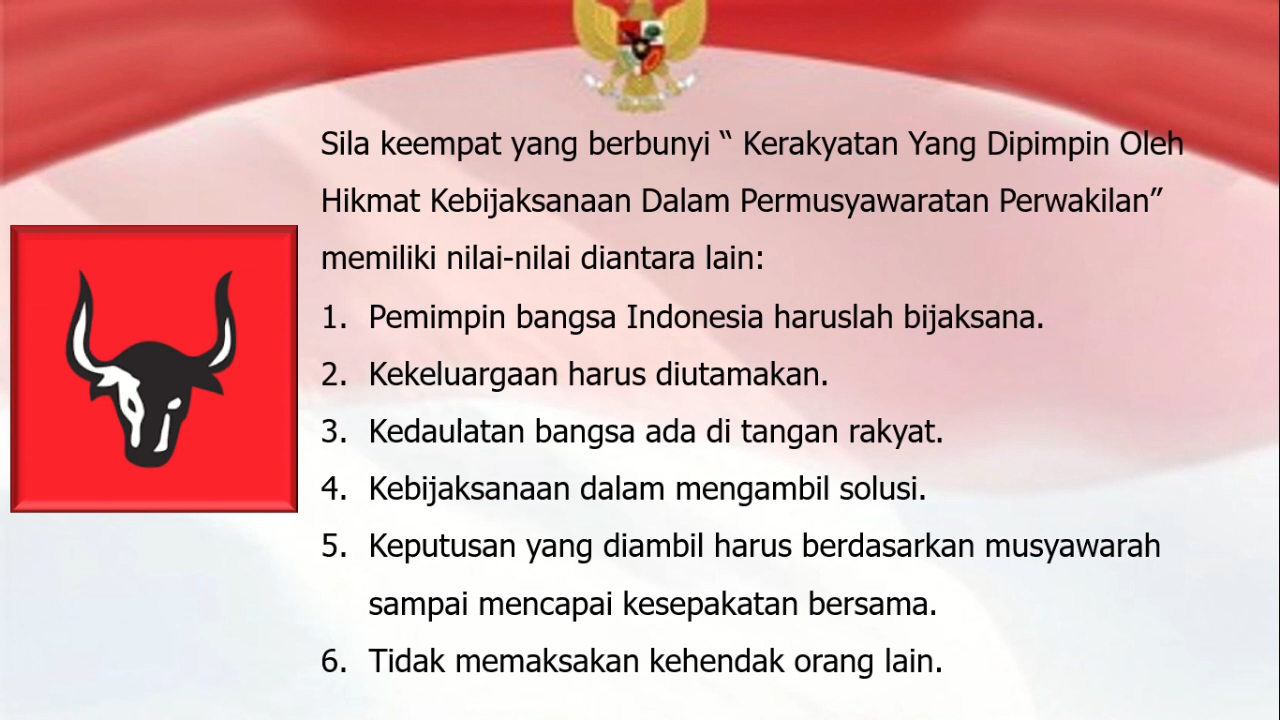 Sila keempat yang berbunyi “ Kerakyatan Yang Dipimpin Oleh
Hikmat Kebijaksanaan Dalam Permusyawaratan Perwakilan”
memiliki nilai-nilai diantara lain:
1. Pemimpin bangsa Indonesia haruslah bijaksana.
2. Kekeluargaan harus diutamakan.
3. Kedaulatan bangsa ada di tangan rakyat.
4. Kebijaksanaan dalam mengambil solusi.
5. Keputusan yang diambil harus berdasarkan musyawarah
sampai mencapai kesepakatan bersama.
6. Tidak memaksakan kehendak orang lain.